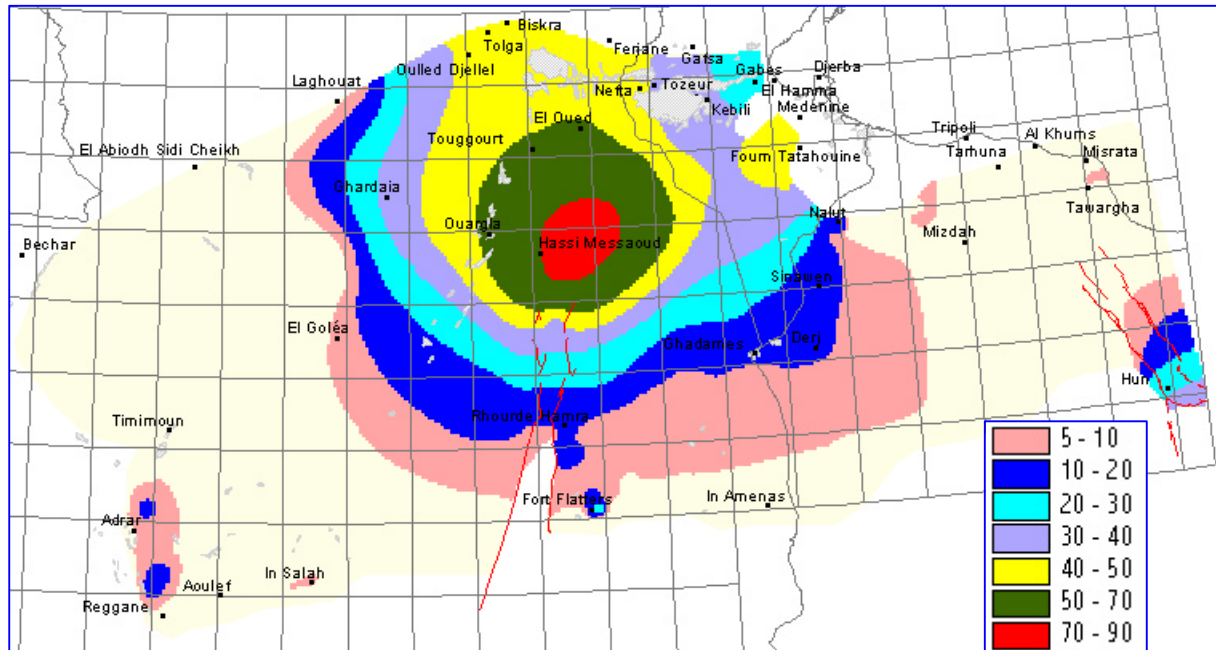 Biskra
Tolga
Feriane
Gafsa
Ouled Djellel
Gabes
Djerba
Laghouat
Nefta
Tozeur
El Hamma
Kebili
Medenine
El Oued
Touggourt
Tripoli
Al Khums
El Abiodh Sidi Cheikh
Foum Tatahouine
Tarhuna
Misrata
Ghardaia
Tawargha
Nalut
Ouargla
Mizdah
Bechar
Hassi Messaoud
Sinawen
El Goléa
Ghadames
Derj
Hun
Rhourde Hamra
Timimoun
5 - 10
10 - 20
20 - 30
30 - 40
40 - 50
50 - 70
70 - 90
Fort Flatters
In Amenas
Adrar
In Salah
Aoulef
Reggane